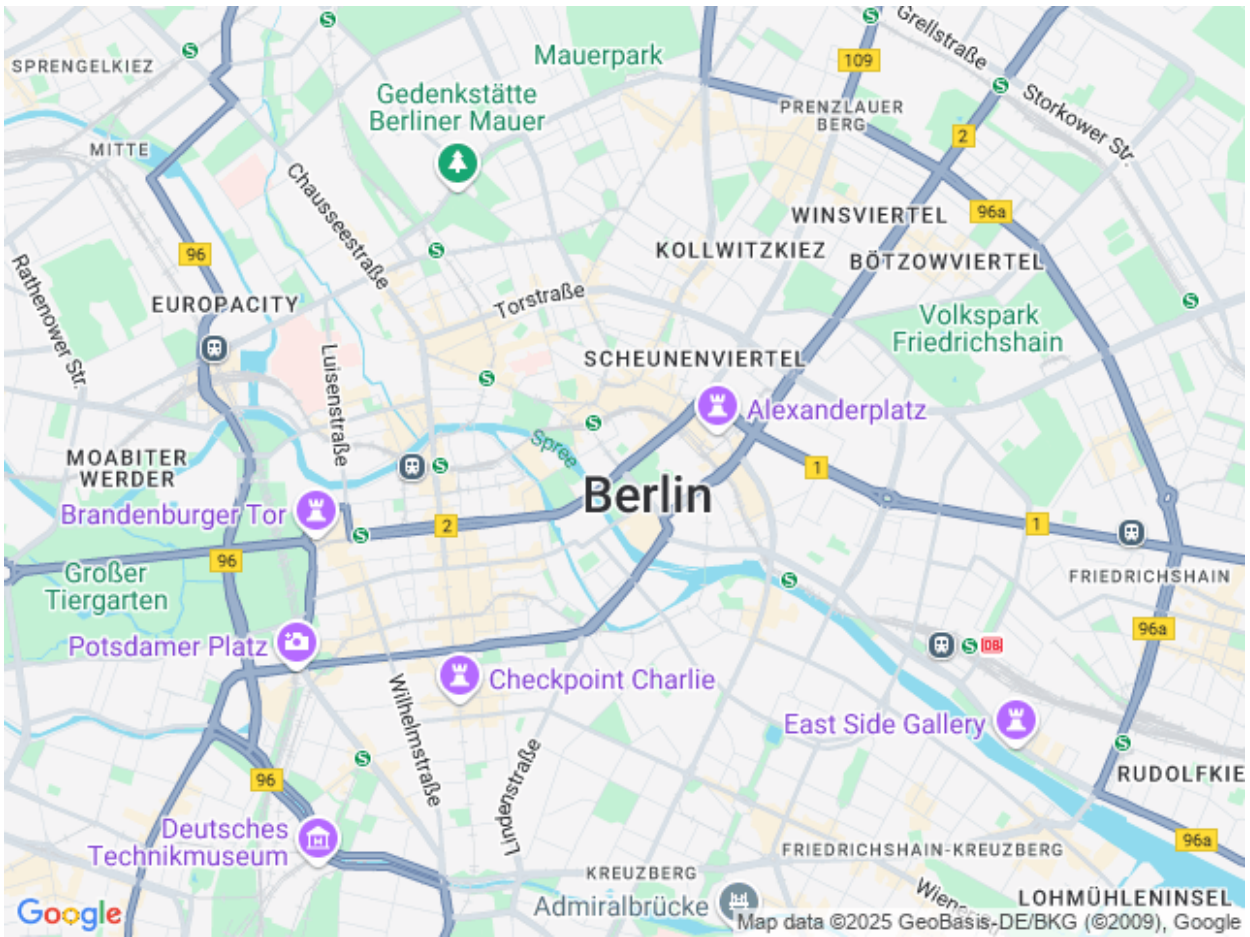 Grellstraße
Mauerpark
SPRENGELKIEZ
109
Gedenkstätte
Berliner Mauer
PRENZLAUER
BERG
Storkower Str.
2
MITTE
Chausseestraße
WINSVIERTEL
96a
KOLLWITZKIEZ
BÖTZOWVIERTEL
96
Rathenower Str.
EUROPACITY
Torstraße
Volkspark
Friedrichshain
Luisenstraße
SCHEUNENVIERTEL
Alexanderplatz
Spree
MOABITER
WERDER
1
Berlin
Brandenburger Tor
2
1
96
Großer
Tiergarten
FRIEDRICHSHAIN
96a
Potsdamer Platz
DB
Checkpoint Charlie
Wilhelmstraße
East Side Gallery
Lindenstraße
96
RUDOLFKIE
Deutsches
Technikmuseum
FRIEDRICHSHAIN-KREUZBERG
96a
KREUZBERG
Admiralbrücke
Wiener
LOHMÜHLENINSEL
Google
Map data ©2025 GeoBasis-DE/BKG (©2009), Google